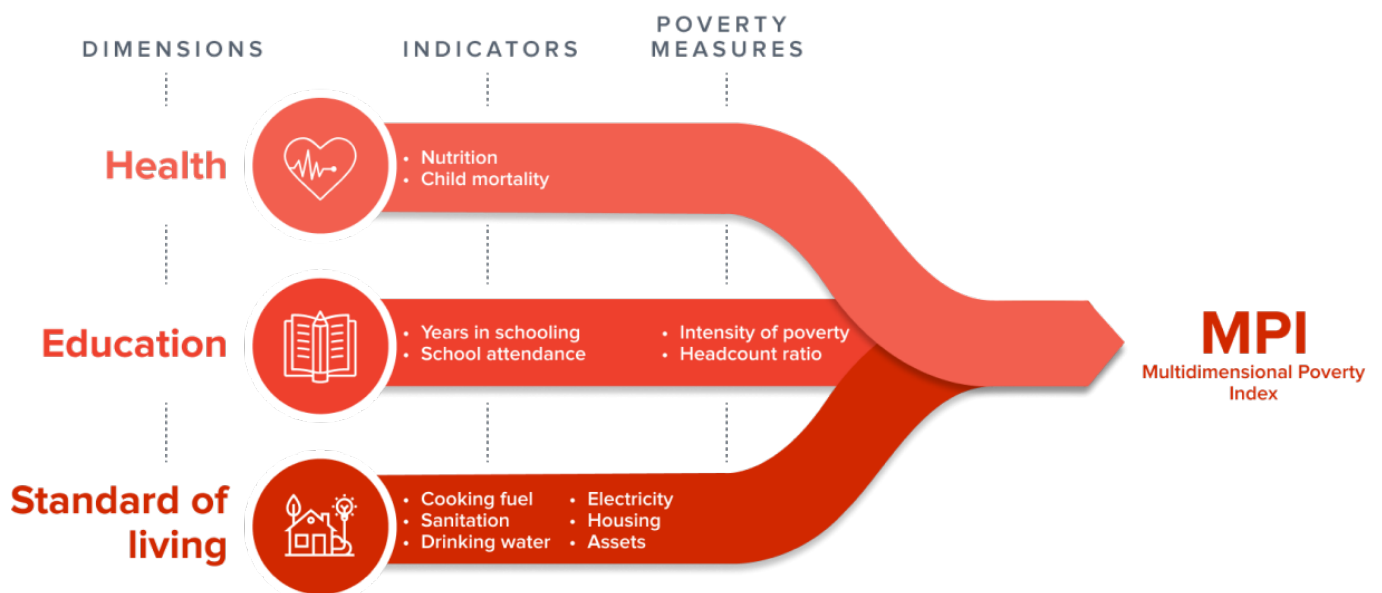 DIMENSIONS
INDICATORS
POVERTY
MEASURES
Health
• Nutrition
• Child mortality
Education
• Years in schooling
• School attendance
• Intensity of poverty
• Headcount ratio
Standard of
living
• Cooking fuel
• Sanitation
• Drinking water
• Electricity
• Housing
• Assets
MPI
Multidimensional Poverty
Index